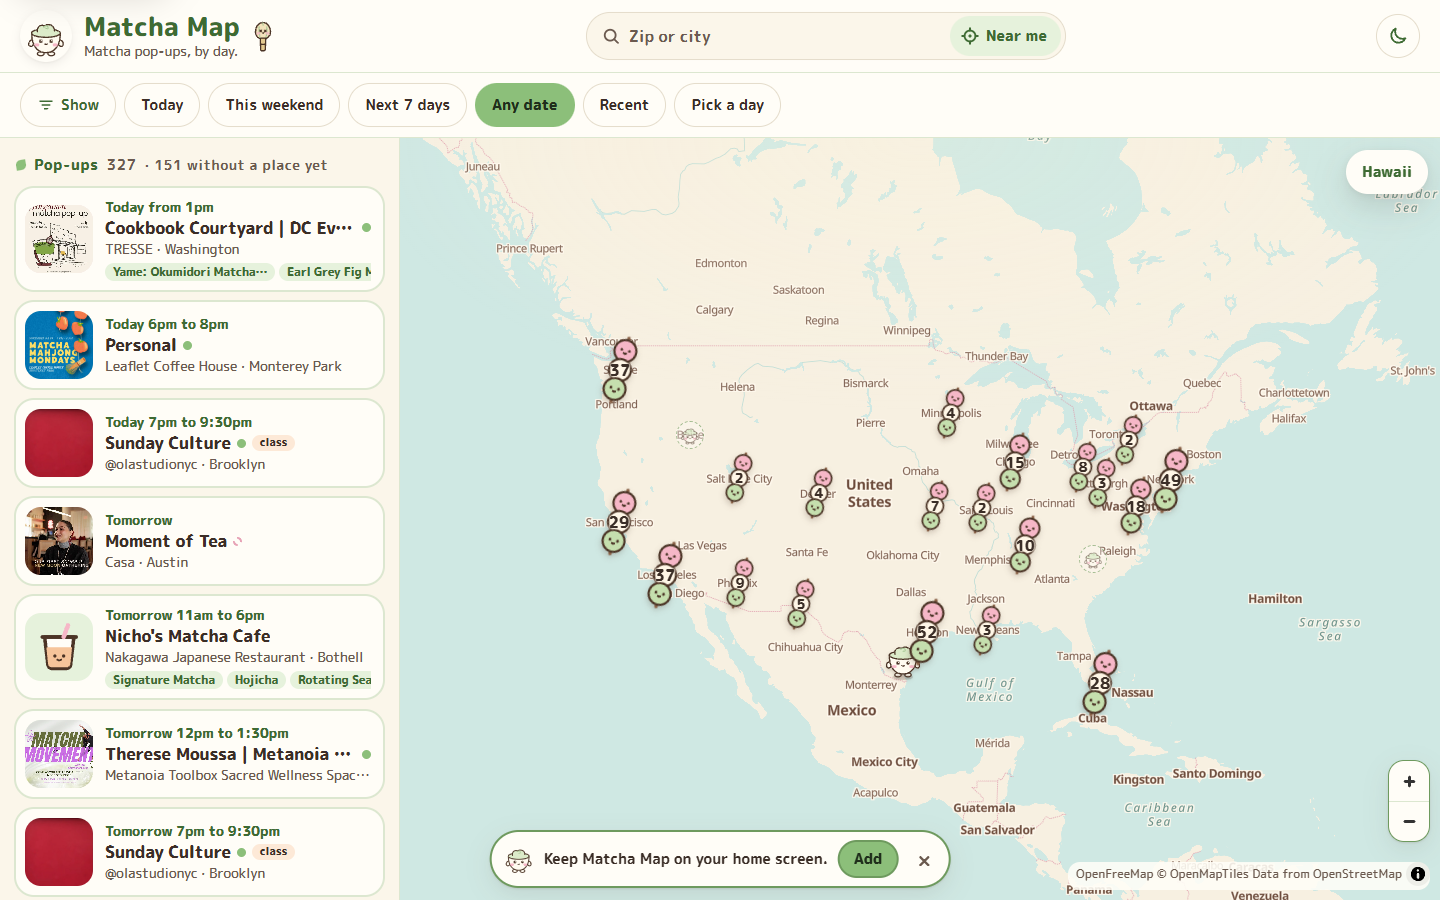 Matcha Map
Matcha pop-ups, by day.
Zip or city
Near me
Show
Today
This weekend
Next 7 days
Any date
Recent
Pick a day
Pop-ups 327 · 151 without a place yet
Today from 1pm
Cookbook Courtyard | DC Ev···
TRESSE · Washington
Yame: Okumidori Matcha···
Earl Grey Fig M
Today 6pm to 8pm
Personal
Leaflet Coffee House · Monterey Park
MATCHA
MAHJONG
MONDAYS
Today 7pm to 9:30pm
Sunday Culture
class
@olastudionyc · Brooklyn
Tomorrow
Moment of Tea
Casa · Austin
Tomorrow 11am to 6pm
Nicho's Matcha Cafe
Nakagawa Japanese Restaurant · Bothell
Signature Matcha
Hojicha
Rotating Sea
Tomorrow 12pm to 1:30pm
Therese Moussa | Metanoia ···
Metanoia Toolbox Sacred Wellness Spac···
MATCHA
MOVEMENT
Tomorrow 7pm to 9:30pm
Sunday Culture
class
@olastudionyc · Brooklyn
Hawaii
Labrador
Sea
Juneau
Prince Rupert
Edmonton
Saskatoon
Calgary
Regina
Winnipeg
Thunder Bay
Quebec
Charlottetown
St. John's
Halifax
Ottawa
Helena
Bismarck
Pierre
Portland
37
4
2
15
8
3
49
18
Boston
Omaha
United
States
Cincinnati
2
4
7
2
10
29
Las Vegas
Santa Fe
Oklahoma City
Memphis
Raleigh
Atlanta
37
Diego
9
5
Dallas
Jackson
52
3
Hamilton
Sargasso
Sea
Chihuahua City
Monterrey
Gulf of
Mexico
Tampa
28
Nassau
Cuba
Mexico
Mérida
Mexico City
Acapulco
Kingston
Santo Domingo
Caribbean
Sea
Guatemala
San Salvador
Panama
Venezuela
+
−
Keep Matcha Map on your home screen.
Add
×
OpenFreeMap © OpenMapTiles Data from OpenStreetMap